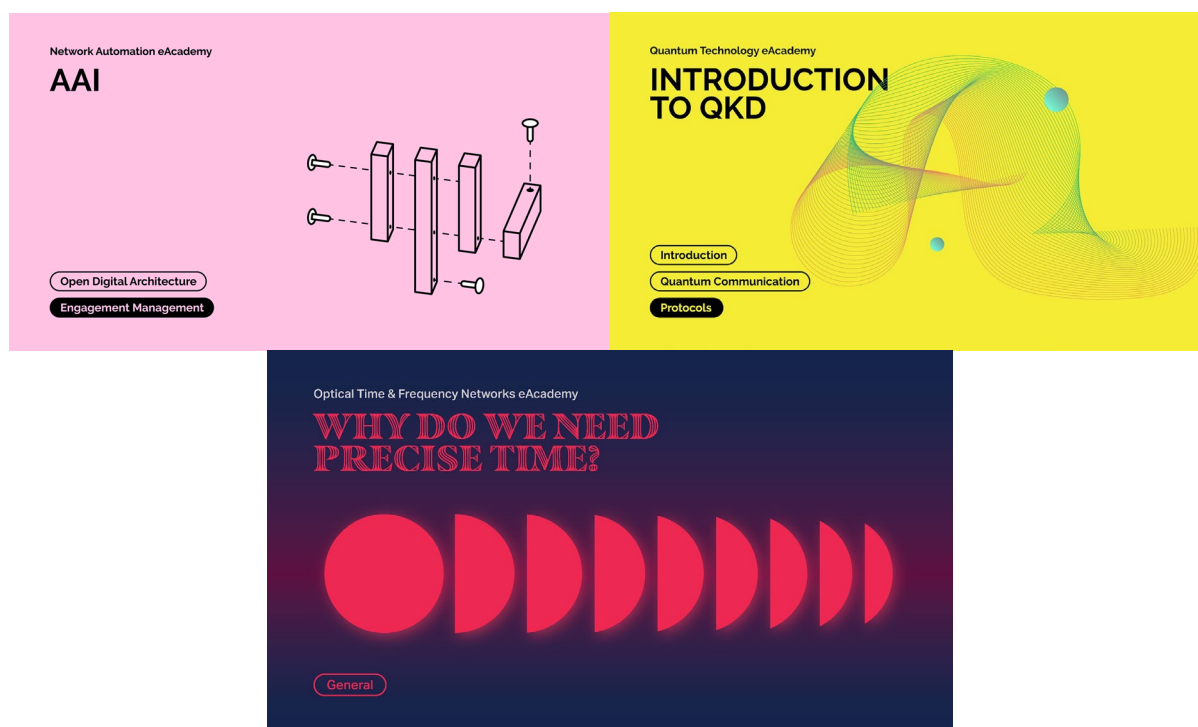 Network Automation eAcademy
AAI
Open Digital Architecture
Engagement Management
Quantum Technology eAcademy
INTRODUCTION
TO QKD
Introduction
Quantum Communication
Protocols
Optical Time & Frequency Networks eAcademy
WHY DO WE NEED
PRECISE TIME?
General